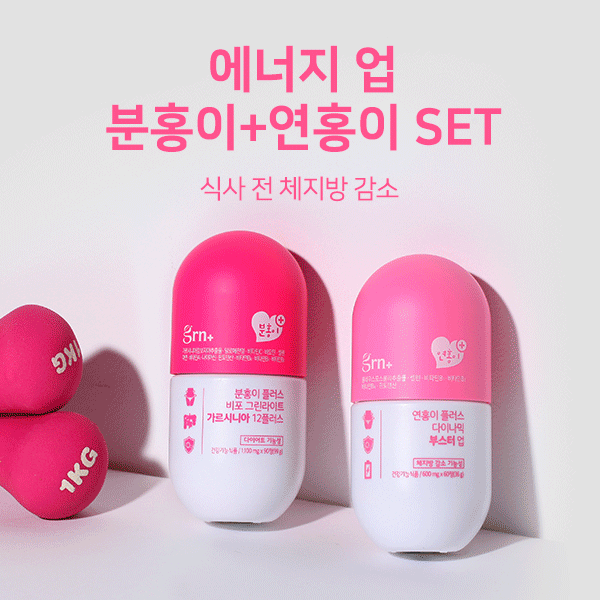 에너지 업
분홍이+연홍이 SET
식사 전 체지방 감소
grn+
분홍이
분홍이 플러스
비포 그린라이트
가르시니아 12플러스
다이어트 기능성
grn+
연홍이
연홍이 플러스
다이나믹
부스터 업
체지방 감소 기능성
1KG